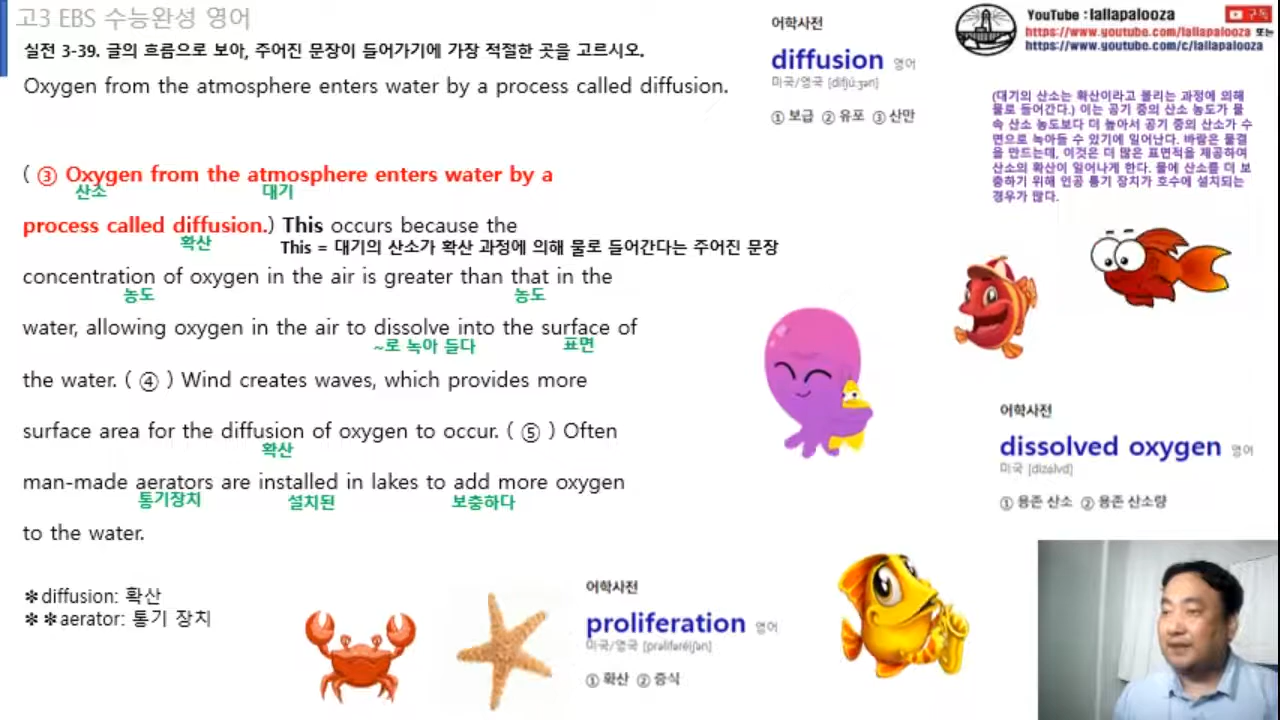 고3 EBS 수능완성 영어
실전 3-39. 글의 흐름으로 보아, 주어진 문장이 들어가기에 가장 적절한 곳을 고르시오.
Oxygen from the atmosphere enters water by a process called diffusion.
( ③ Oxygen from the atmosphere enters water by a
산소 대기
process called diffusion.) This occurs because the
확산 This = 대기의 산소가 확산 과정에 의해 물로 들어간다는 주어진 문장
concentration of oxygen in the air is greater than that in the
농도 농도
water, allowing oxygen in the air to dissolve into the surface of
~로 녹아 들다 표면
the water. ( ④ ) Wind creates waves, which provides more
surface area for the diffusion of oxygen to occur. ( ⑤ ) Often
확산
man-made aerators are installed in lakes to add more oxygen
통기장치 설치된 보충하다
to the water.
✻diffusion: 확산
✻✻aerator: 통기 장치
어학사전
diffusion 영어
미국/영국 [difjú:ʒən]
① 보급 ② 유포 ③ 산만
YouTube : lallapalooza
구독
https://www.youtube.com/lallapalooza 또는
https://www.youtube.com/c/lallapalooza
(대기의 산소는 확산이라고 불리는 과정에 의해
물로 들어간다.) 이는 공기 중의 산소 농도가 물
속 산소 농도보다 더 높아서 공기 중의 산소가 수
면으로 녹아들 수 있기에 일어난다. 바람은 물결
을 만드는데, 이것은 더 많은 표면적을 제공하여
산소의 확산이 일어나게 한다. 물에 산소를 더 보
충하기 위해 인공 통기 장치가 호수에 설치되는
경우가 많다.
어학사전
dissolved oxygen 영어
미국 [dizálvd]
① 용존 산소 ② 용존 산소량
어학사전
proliferation 영어
미국/영국 [prəlìfəréiʃən]
① 확산 ② 증식